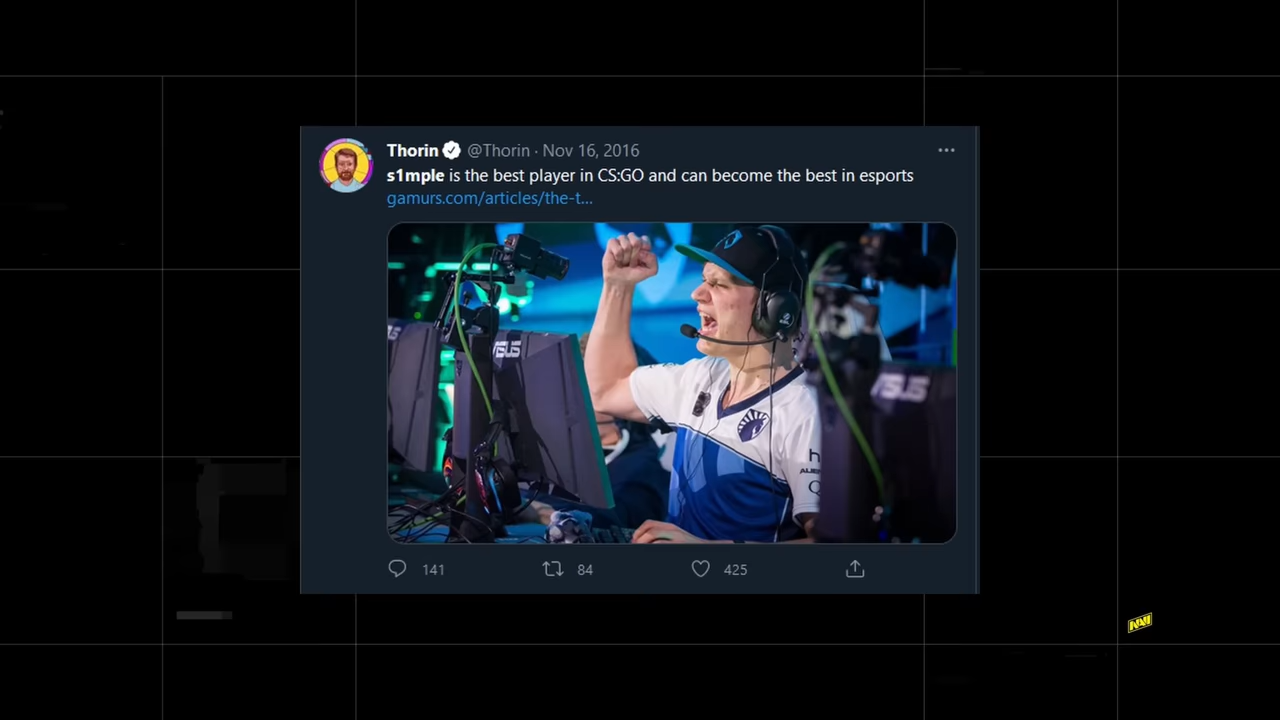 Thorin @Thorin · Nov 16, 2016
s1mple is the best player in CS:GO and can become the best in esports
gamurs.com/articles/the-t...
ASUS
141 84 425
NAVI